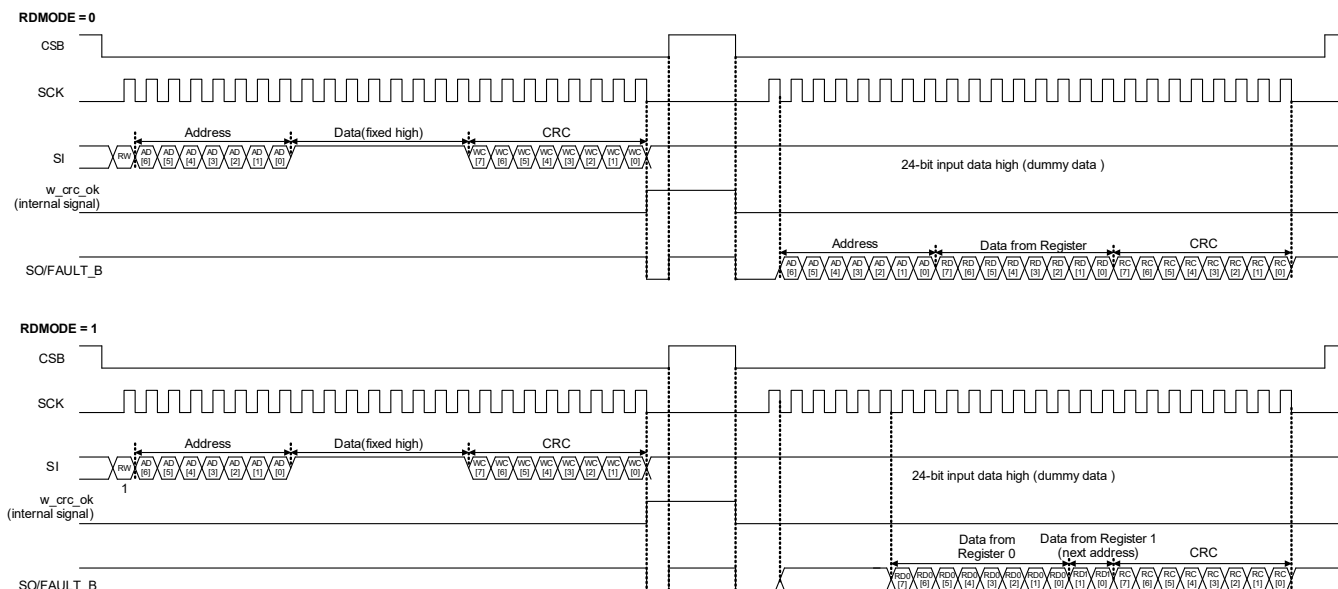 RDMODE = 0
CSB
SCK
Address Data(fixed high) CRC
SI RW AD [6] AD [5] AD [4] AD [3] AD [2] AD [1] AD [0] WC [7] WC [6] WC [5] WC [4] WC [3] WC [2] WC [1] WC [0] 24-bit input data high (dummy data )
w_crc_ok
(internal signal)
Address Data from Register CRC
SO/FAULT_B AD [6] AD [5] AD [4] AD [3] AD [2] AD [1] AD [0] RD [7] RD [6] RD [5] RD [4] RD [3] RD [2] RD [1] RD [0] RC [7] RC [6] RC [5] RC [4] RC [3] RC [2] RC [1] RC [0]
RDMODE = 1
CSB
SCK
Address Data(fixed high) CRC
SI RW AD [6] AD [5] AD [4] AD [3] AD [2] AD [1] AD [0] WC [7] WC [6] WC [5] WC [4] WC [3] WC [2] WC [1] WC [0] 24-bit input data high (dummy data )
1
w_crc_ok
(internal signal)
Data from Register 0 Data from Register 1 (next address) CRC
SO/FAULT_B RD0 [7] RD0 [6] RD0 [5] RD0 [4] RD0 [3] RD0 [2] RD0 [1] RD0 [0] RD1 [1] RD1 [0] RC [7] RC [6] RC [5] RC [4] RC [3] RC [2] RC [1] RC [0]